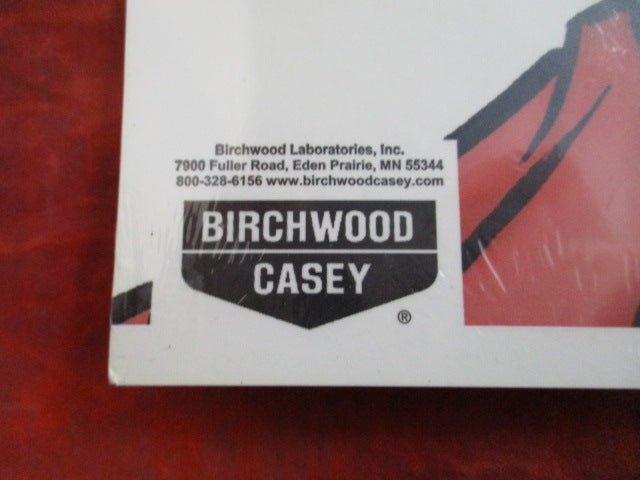 Birchwood Laboratories, Inc.
7900 Fuller Road, Eden Prairie, MN 55344
800-328-6156 www.birchwoodcasey.com
BIRCHWOOD
CASEY
®